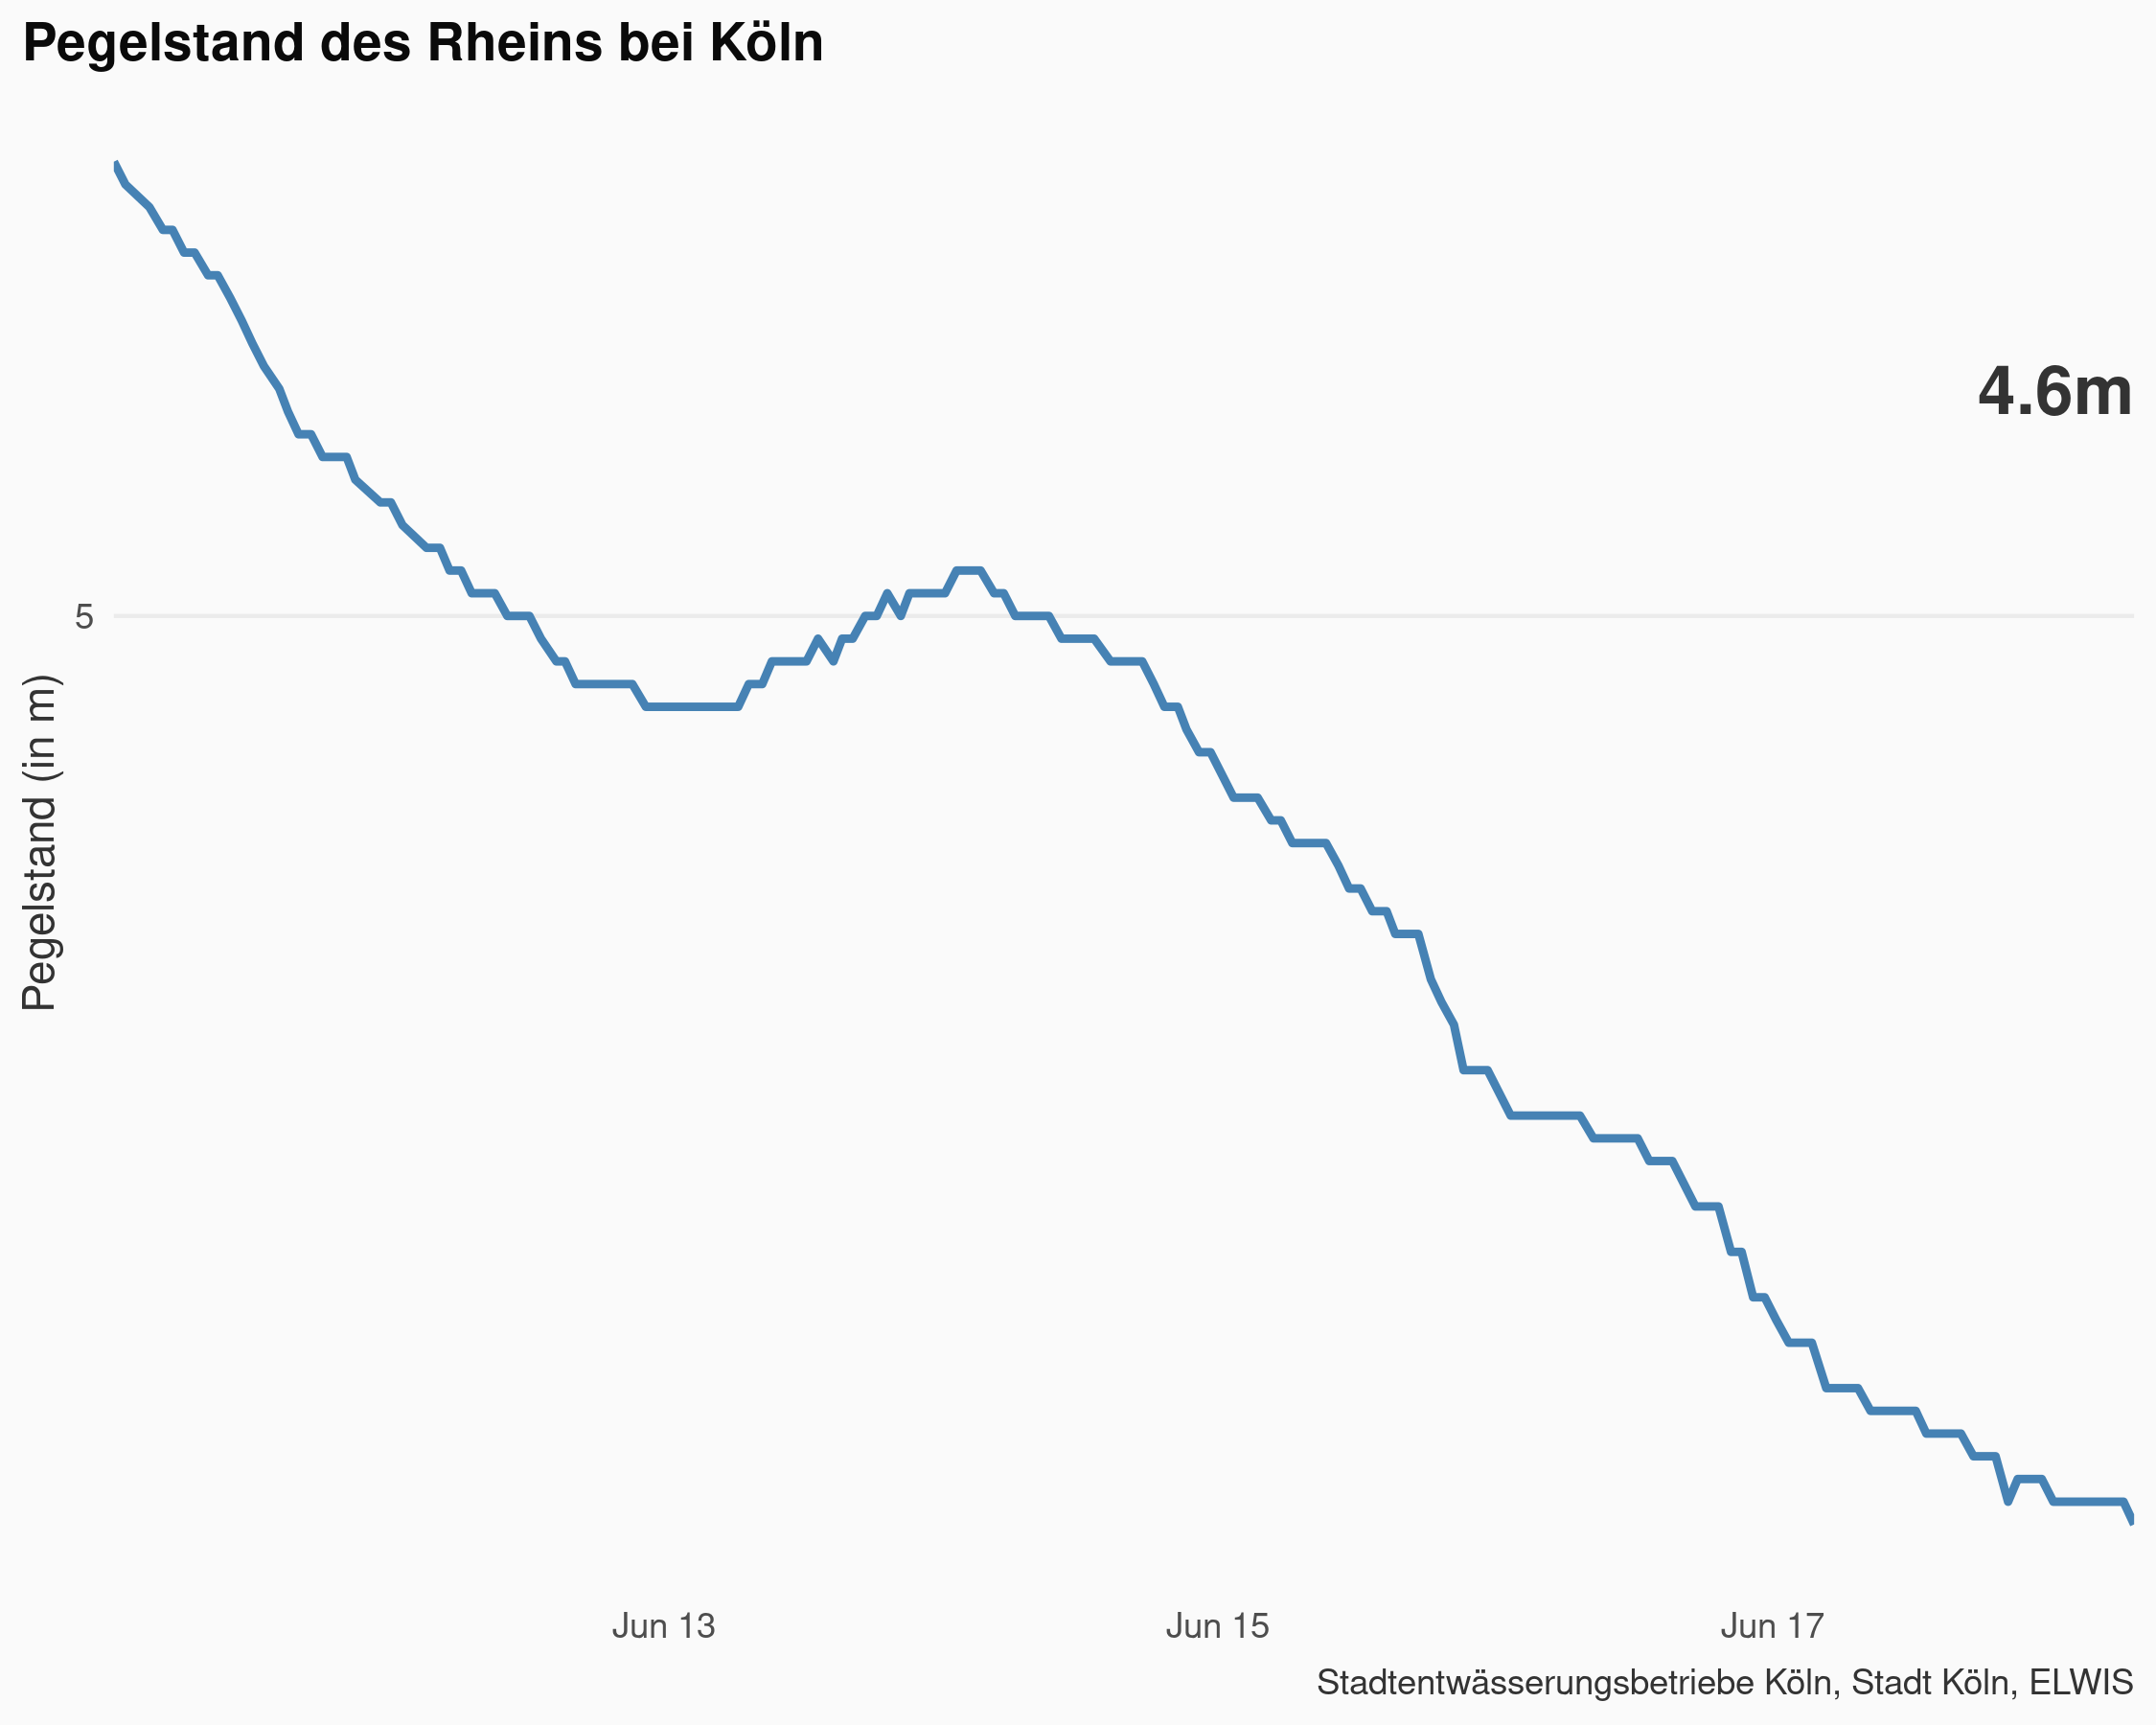 Pegelstand des Rheins bei Köln
4.6m
5
Pegelstand (in m)
Jun 13
Jun 15
Jun 17
Stadtentwässerungsbetriebe Köln, Stadt Köln, ELWIS